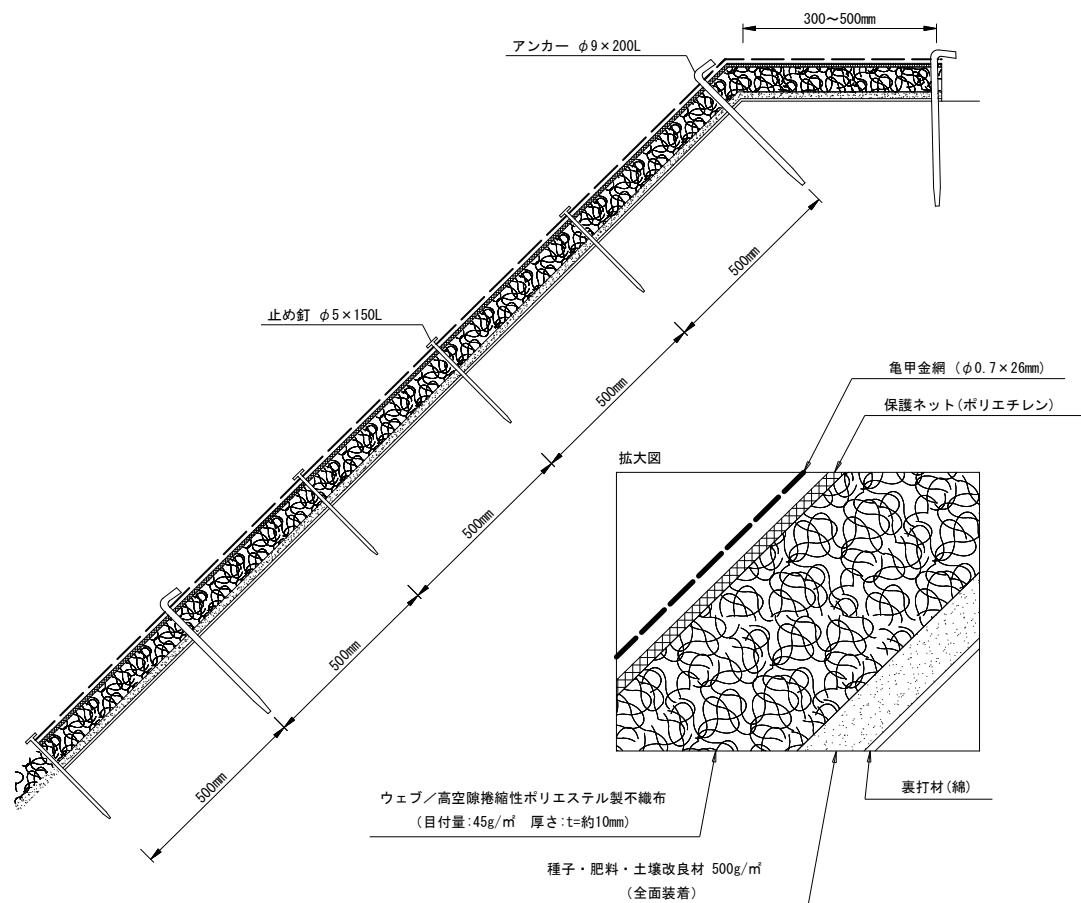 300～500mm
アンカー φ9×200L
500mm
止め釘 φ5×150L
500mm
亀甲金網 (φ0.7×26mm)
保護ネット(ポリエチレン)
拡大図
500mm
500mm
500mm
裏打材(綿)
ウェブ／高空隙捲縮性ポリエステル製不織布
(目付量:45g/㎡ 厚さ:t=約10mm)
種子・肥料・土壌改良材 500g/㎡
(全面装着)